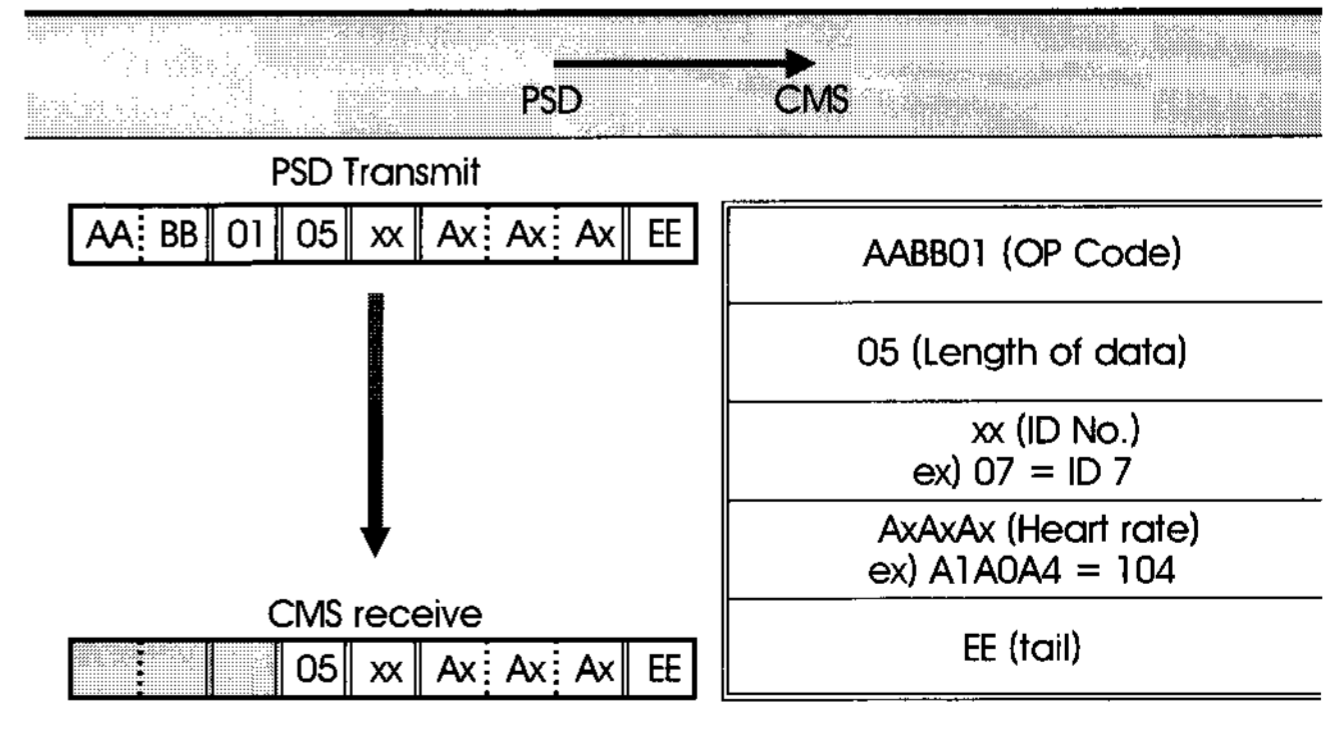 PSD CMS
PSD Transmit
AA BB 01 05 xx Ax Ax Ax EE
CMS receive
05 xx Ax Ax Ax EE
AABB01 (OP Code)
05 (Length of data)
xx (ID No.)
ex) 07 = ID 7
AxAxAx (Heart rate)
ex) A1A0A4 = 104
EE (tail)